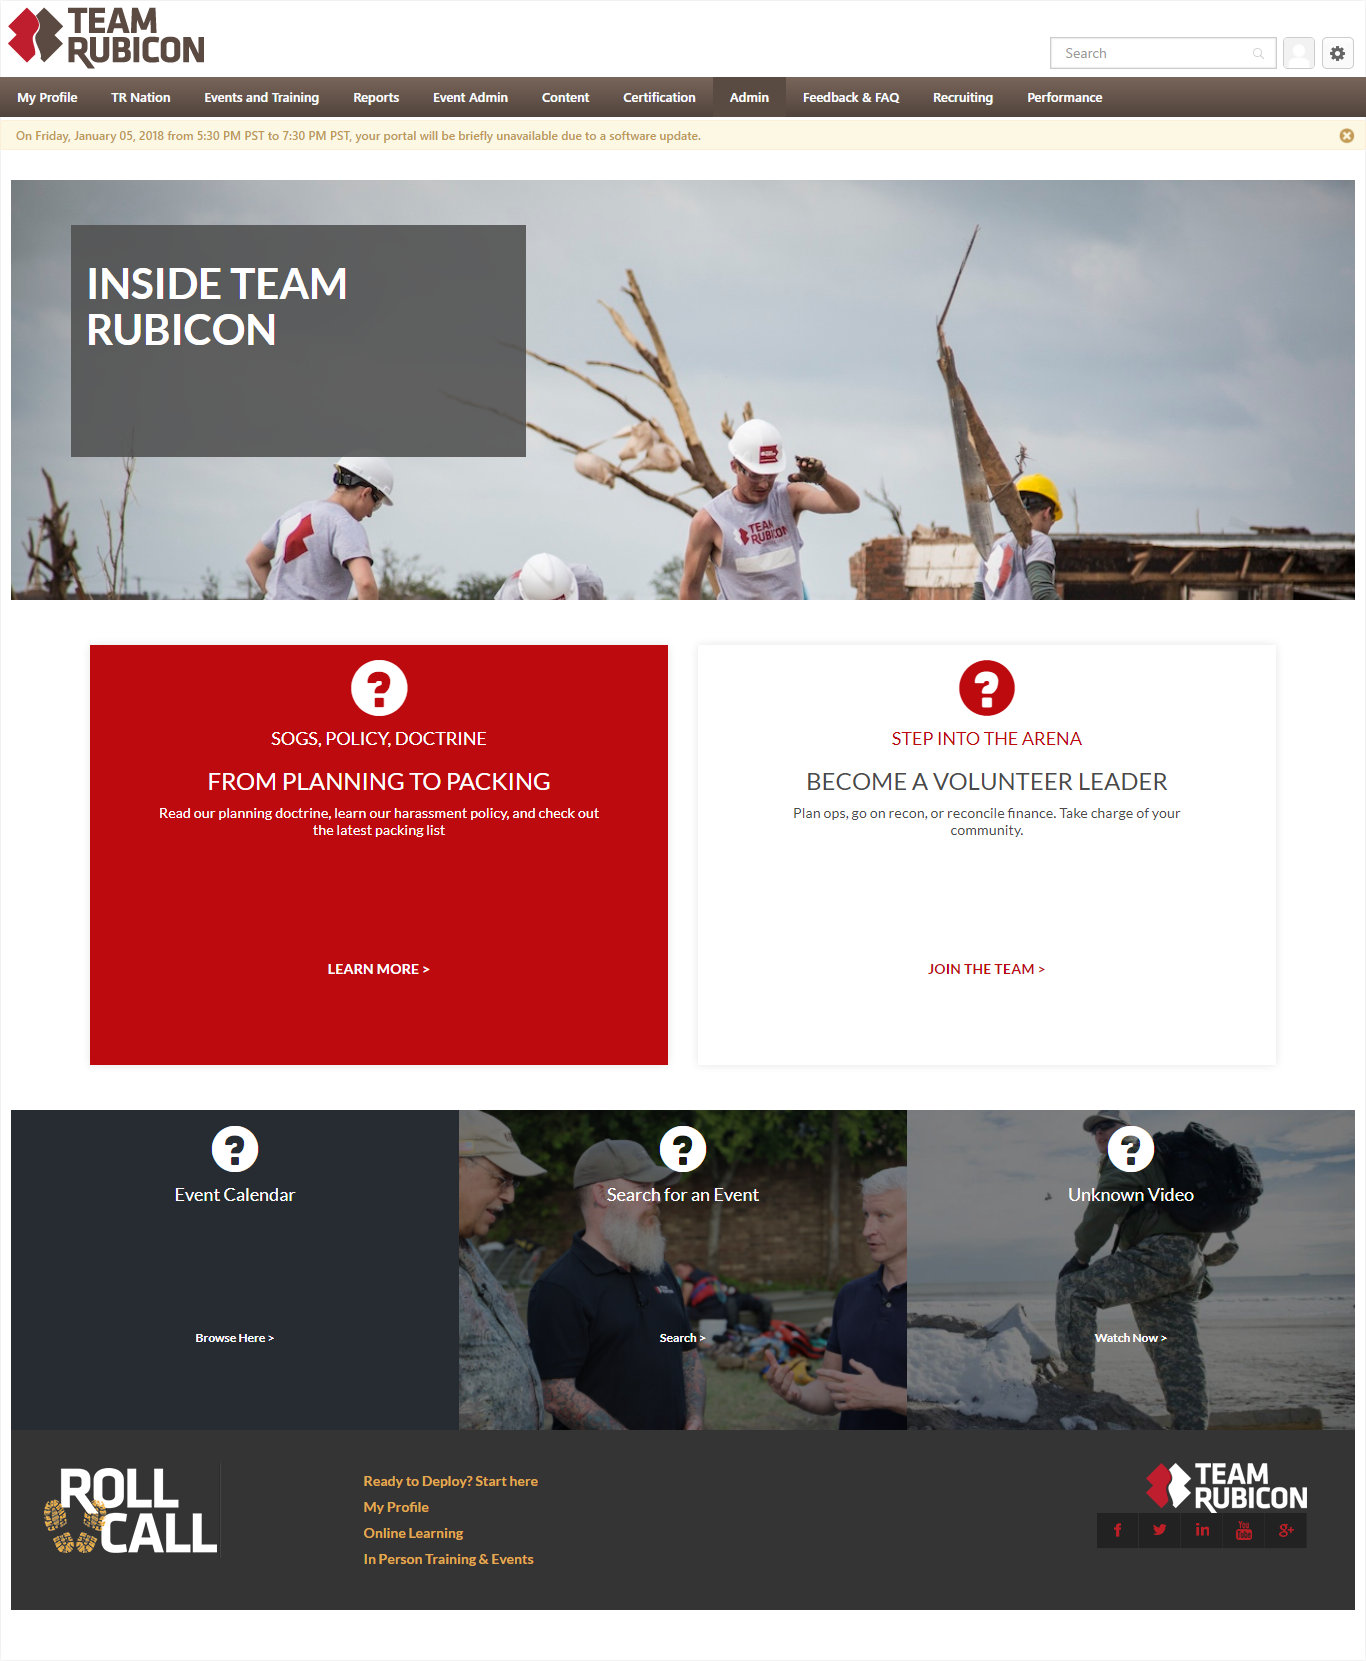 TEAM
RUBICON
Search
My Profile TR Nation Events and Training Reports Event Admin Content Certification Admin Feedback & FAQ Recruiting Performance
On Friday, January 05, 2018 from 5:30 PM PST to 7:30 PM PST, your portal will be briefly unavailable due to a software update.
INSIDE TEAM
RUBICON
TEAM
RUBICON
SOGS, POLICY, DOCTRINE
FROM PLANNING TO PACKING
Read our planning doctrine, learn our harassment policy, and check out
the latest packing list
LEARN MORE >
STEP INTO THE ARENA
BECOME A VOLUNTEER LEADER
Plan ops, go on recon, or reconcile finance. Take charge of your
community.
JOIN THE TEAM >
Event Calendar
Browse Here >
Search for an Event
Search >
Unknown Video
Watch Now >
ROLL
CALL
Ready to Deploy? Start here
My Profile
Online Learning
In Person Training & Events
TEAM
RUBICON
f in You Tube g+